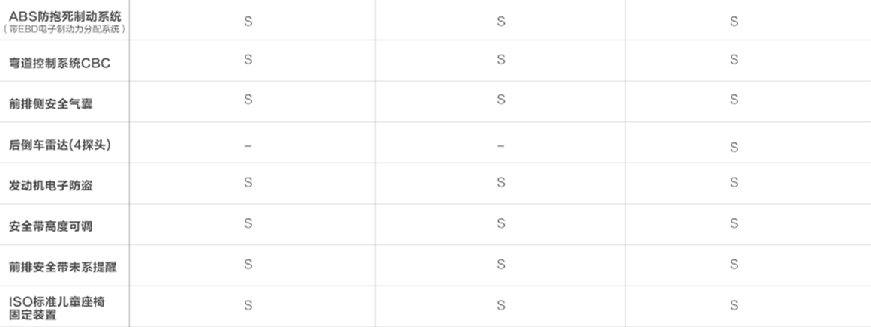 ABS防抱死制动系统 S S S
(带EBD电子制动力分配系统)
弯道控制系统CBC S S S
前排侧安全气囊 S S S
后倒车雷达(4探头) - - S
发动机电子防盗 S S S
安全带高度可调 S S S
前排安全带未系提醒 S S S
ISO标准儿童座椅 S S S
固定装置